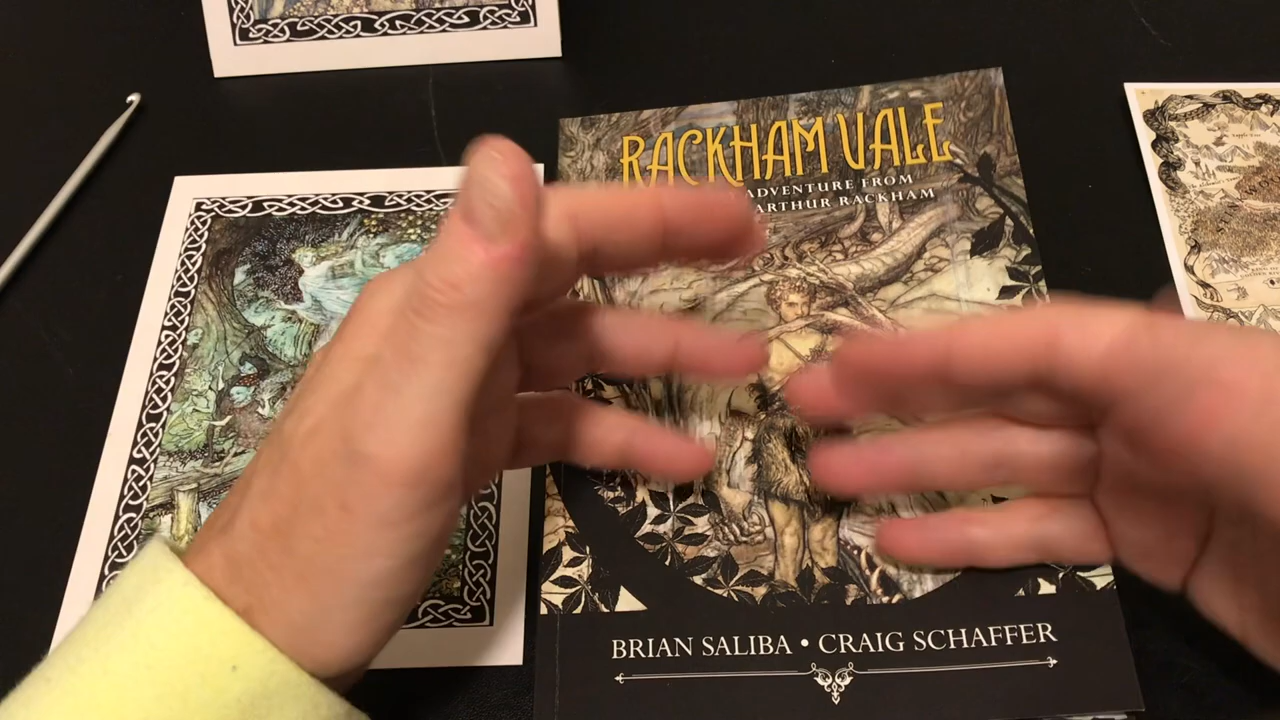 RACKHAM VALE
ADVENTURE FROM
ARTHUR RACKHAM
BRIAN SALIBA • CRAIG SCHAFFER